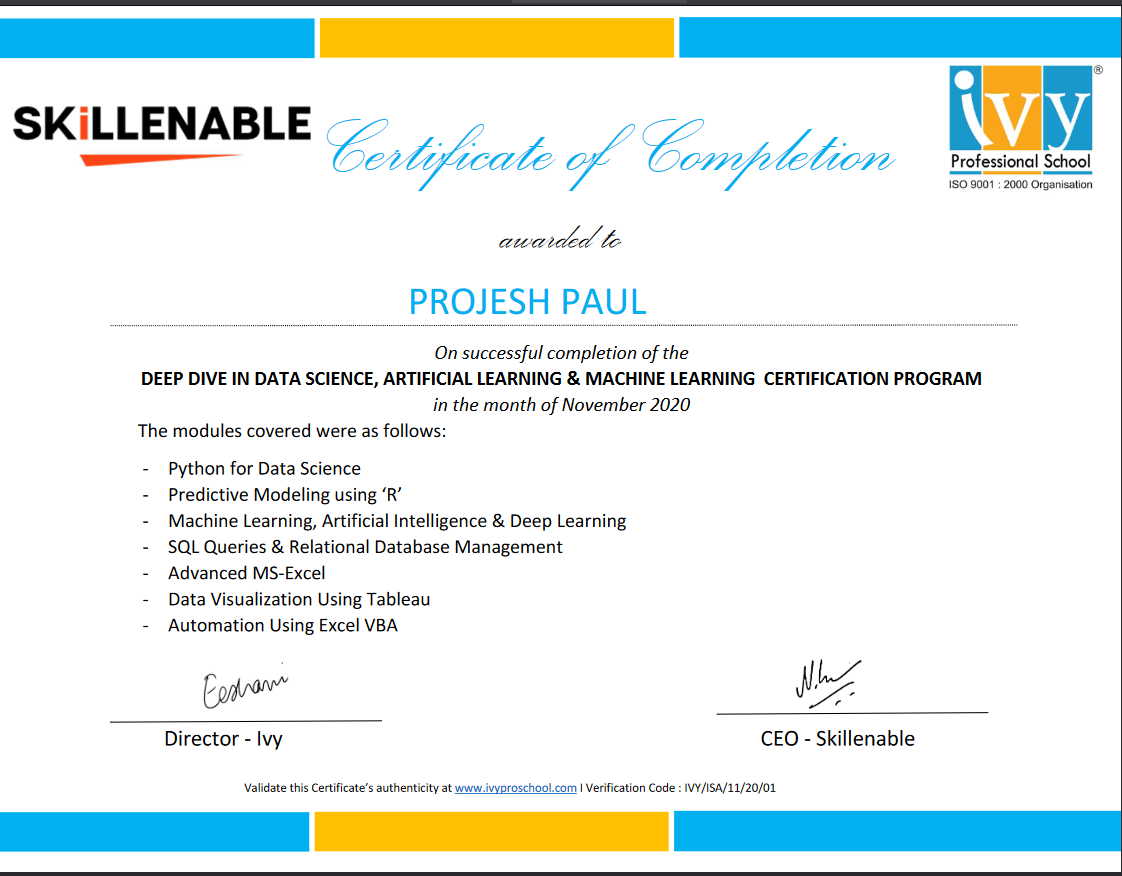 SKiLLENABLE
ivy
®
Professional School
ISO 9001 : 2000 Organisation
Certificate of Completion
awarded to
PROJESH PAUL
On successful completion of the
DEEP DIVE IN DATA SCIENCE, ARTIFICIAL LEARNING & MACHINE LEARNING CERTIFICATION PROGRAM
in the month of November 2020
The modules covered were as follows:
- Python for Data Science
- Predictive Modeling using ‘R’
- Machine Learning, Artificial Intelligence & Deep Learning
- SQL Queries & Relational Database Management
- Advanced MS-Excel
- Data Visualization Using Tableau
- Automation Using Excel VBA
Eeshani
Director - Ivy
CEO - Skillenable
Validate this Certificate’s authenticity at www.ivyproschool.com I Verification Code : IVY/ISA/11/20/01